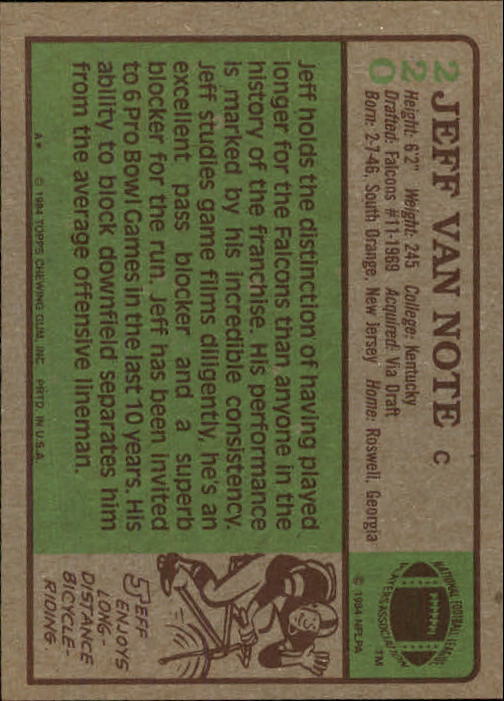 220
JEFF VAN NOTE C
Height: 6'2" Weight: 245 College: Kentucky
Drafted: Falcons #11-1969 Acquired: Via Draft
Born: 2-7-46, South Orange, New Jersey Home: Roswell, Georgia
NATIONAL FOOTBALL LEAGUE
PLAYERS ASSOCIATION
TM
© 1984 NFLPA
Jeff holds the distinction of having played
longer for the Falcons than anyone in the
history of the franchise. His performance
is marked by his incredible consistency.
Jeff studies game films diligently, he's an
excellent pass blocker and a superb
blocker for the run. Jeff has been invited
to 6 Pro Bowl Games in the last 10 years. His
ability to block downfield separates him
from the average offensive lineman.
JEFF
ENJOYS
LONG-
DISTANCE
BICYCLE-
RIDING.
A* © 1984 TOPPS CHEWING GUM, INC. PRTD. IN U.S.A.